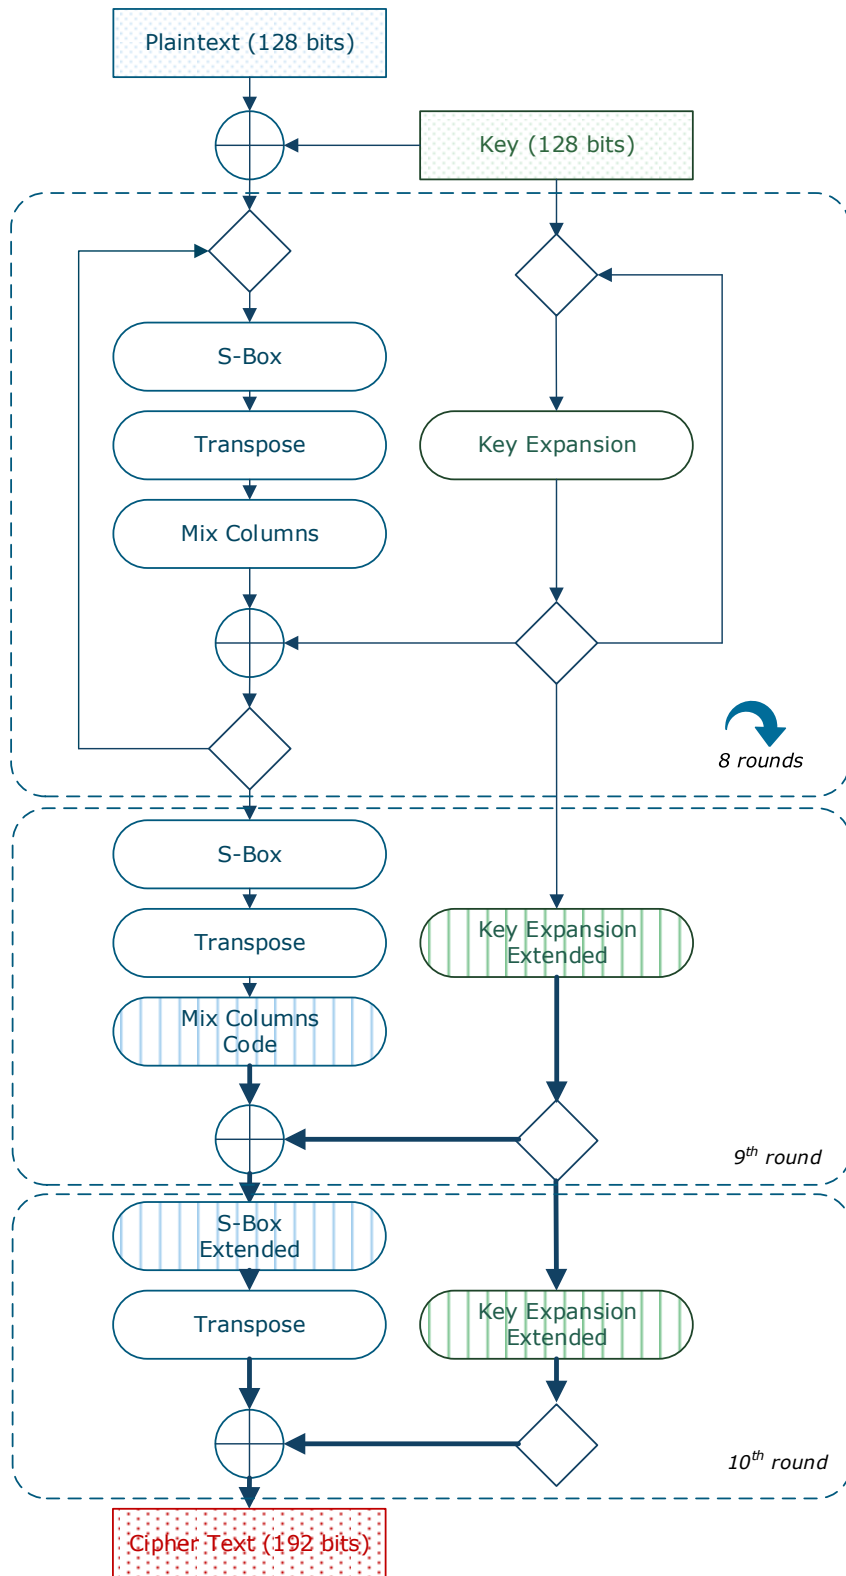 Plaintext (128 bits)
Key (128 bits)
S-Box
Transpose
Key Expansion
Mix Columns
8 rounds
S-Box
Transpose
Key Expansion
Extended
Mix Columns
Code
9th round
S-Box
Extended
Transpose
Key Expansion
Extended
10th round
Cipher Text (192 bits)